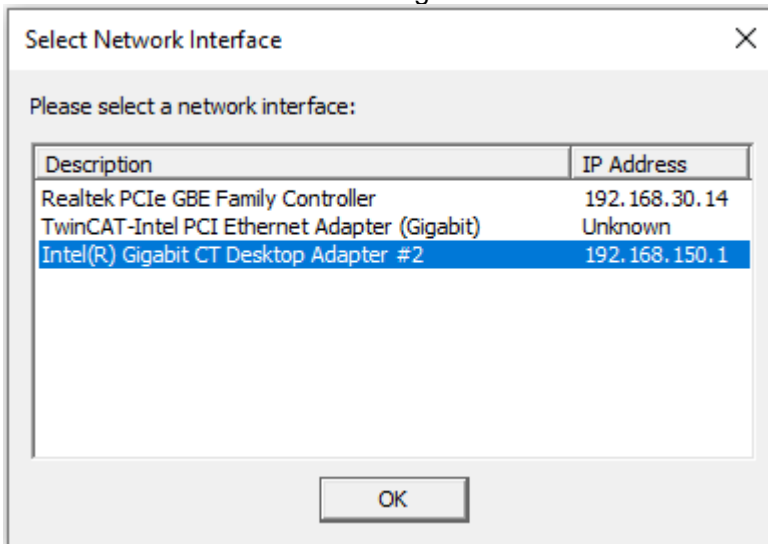 Select Network Interface
Please select a network interface:
Description IP Address
Realtek PCIe GBE Family Controller 192.168.30.14
TwinCAT-Intel PCI Ethernet Adapter (Gigabit) Unknown
Intel(R) Gigabit CT Desktop Adapter #2 192.168.150.1
OK